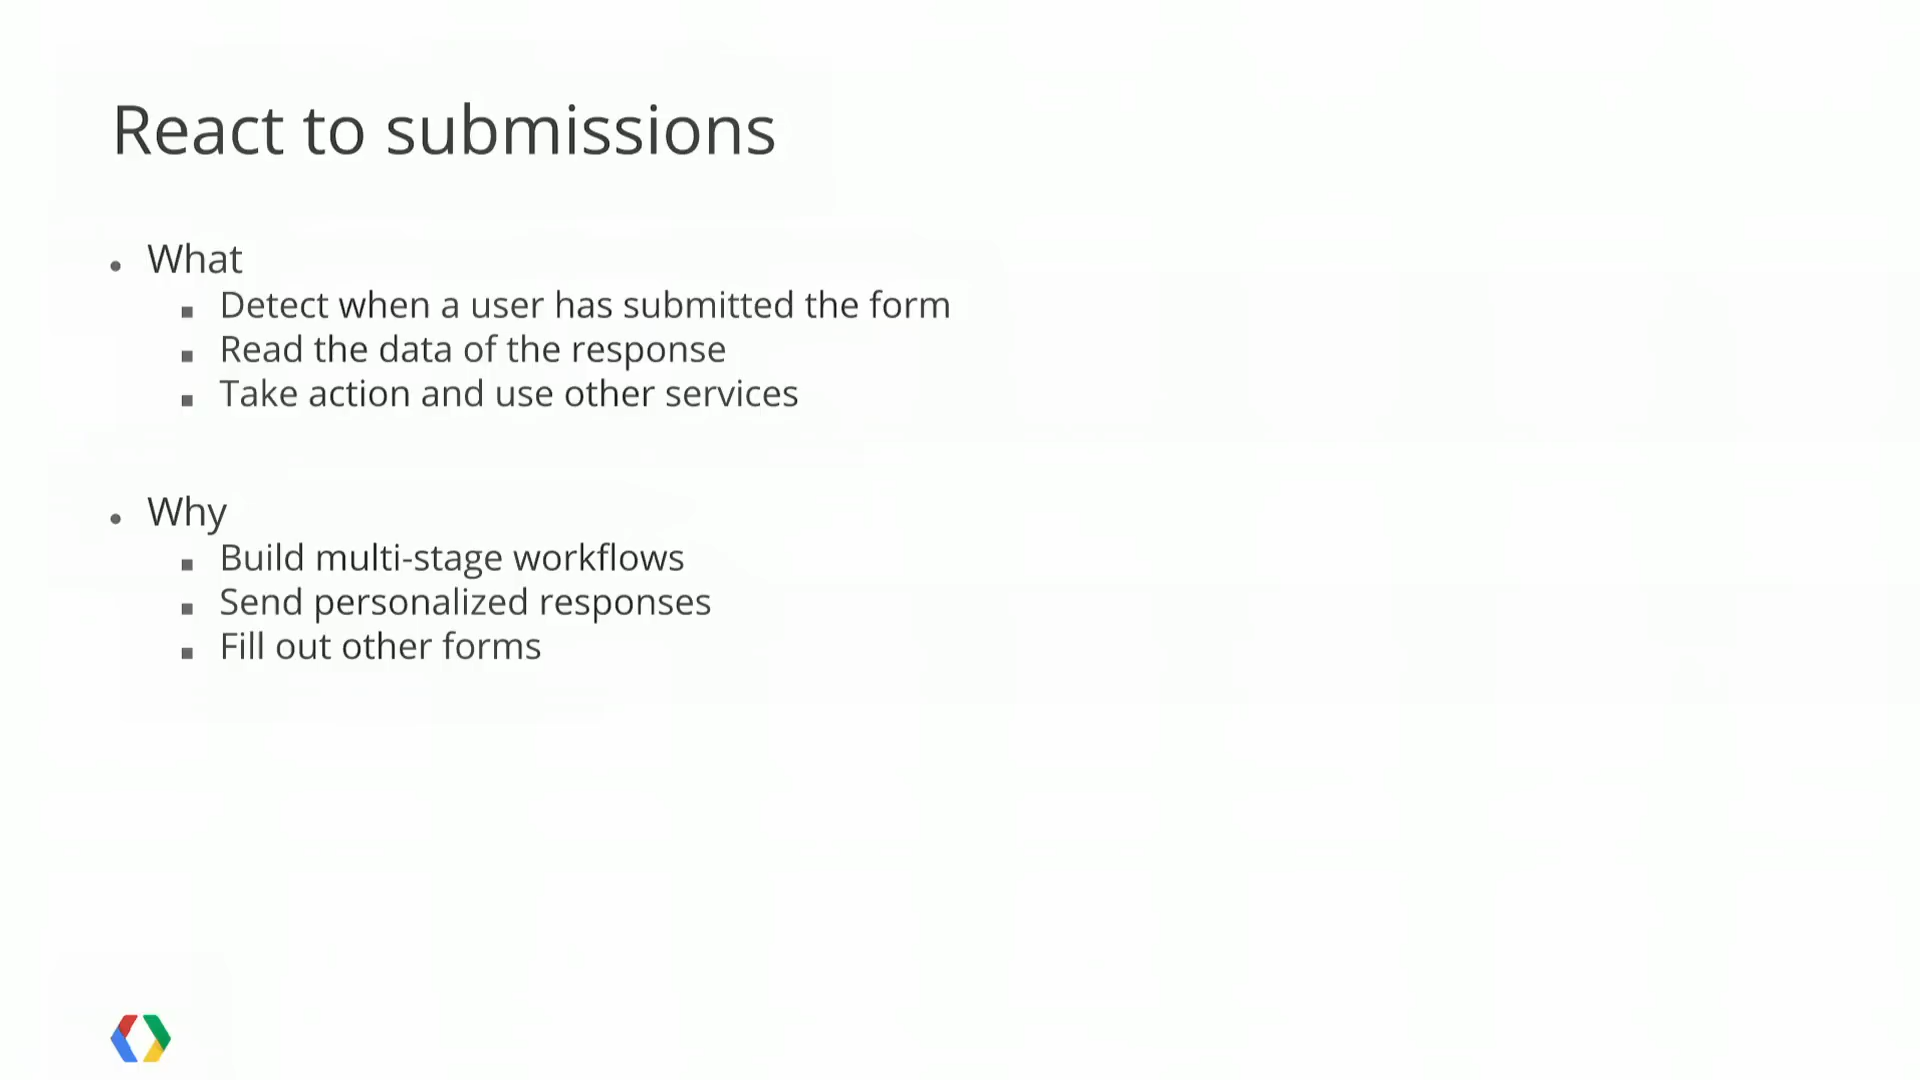 React to submissions
• What
▪ Detect when a user has submitted the form
▪ Read the data of the response
▪ Take action and use other services
• Why
▪ Build multi-stage workflows
▪ Send personalized responses
▪ Fill out other forms